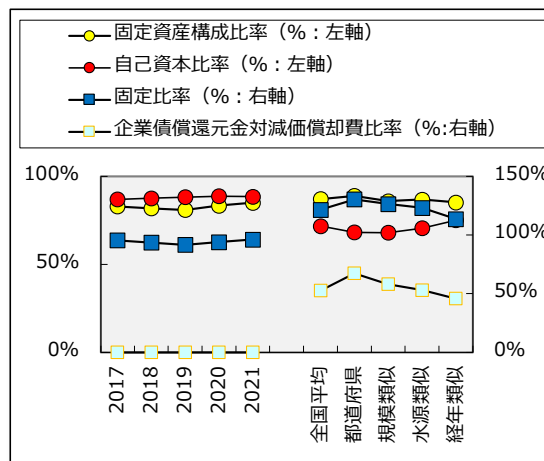 固定資産構成比率（%：左軸）
自己資本比率（%：左軸）
固定比率（%：右軸）
企業債償還元金対減価償却費比率（%:右軸）
100%
50%
0%
150%
100%
50%
0%
2017
2018
2019
2020
2021
全国平均
都道府県
規模類似
水源類似
経年類似